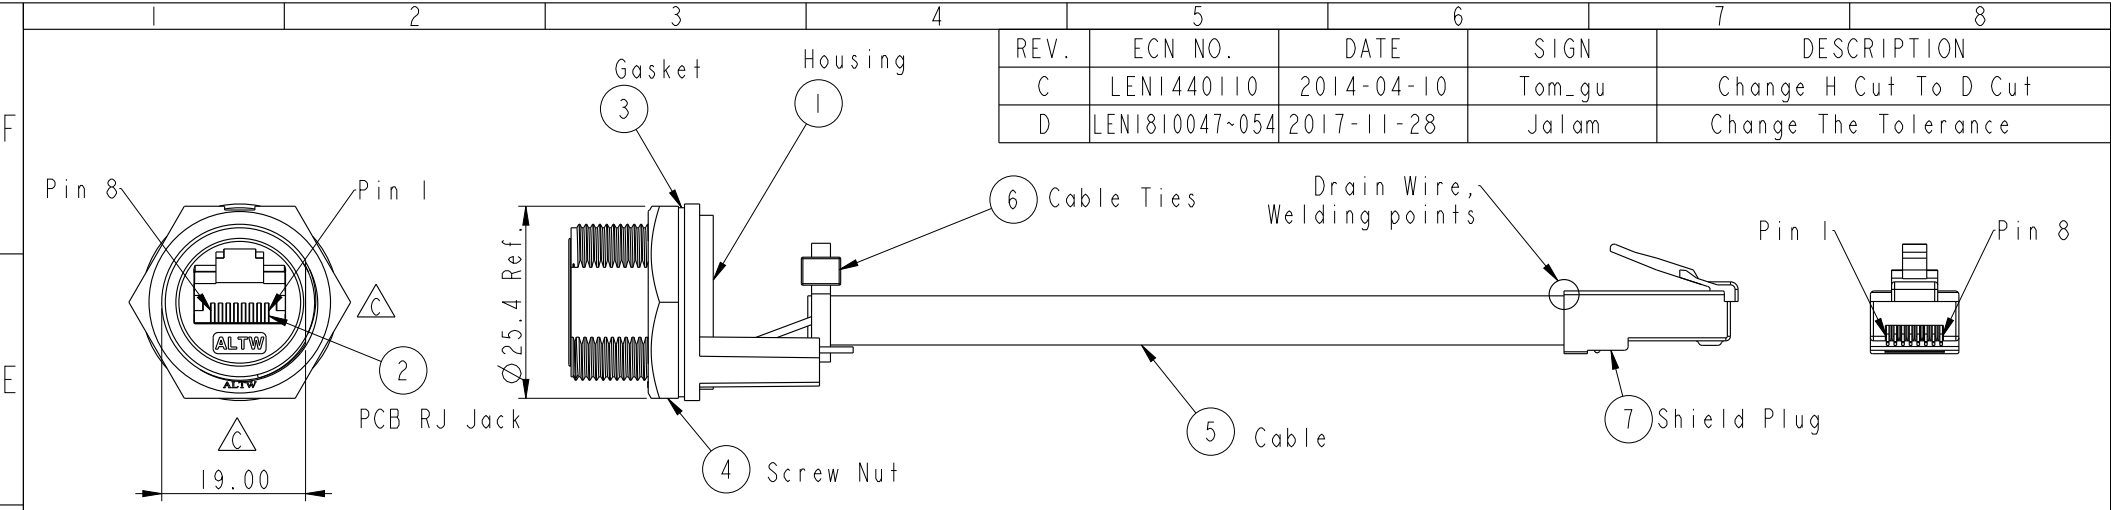 1 2 3 4 5 6 7 8
REV. ECN NO. DATE SIGN DESCRIPTION
C LEN1440110 2014-04-10 Tom_gu Change H Cut To D Cut
D LEN1810047~054 2017-11-28 Jalam Change The Tolerance
F
E
Gasket
3
Housing
1
Pin 8
Pin 1
6 Cable Ties
Drain Wire,
Welding points
Pin 1
Pin 8
C
ALTW
ALTW
2
PCB RJ Jack
C
19.00
Ø25.4 Ref.
4 Screw Nut
5 Cable
7 Shield Plug